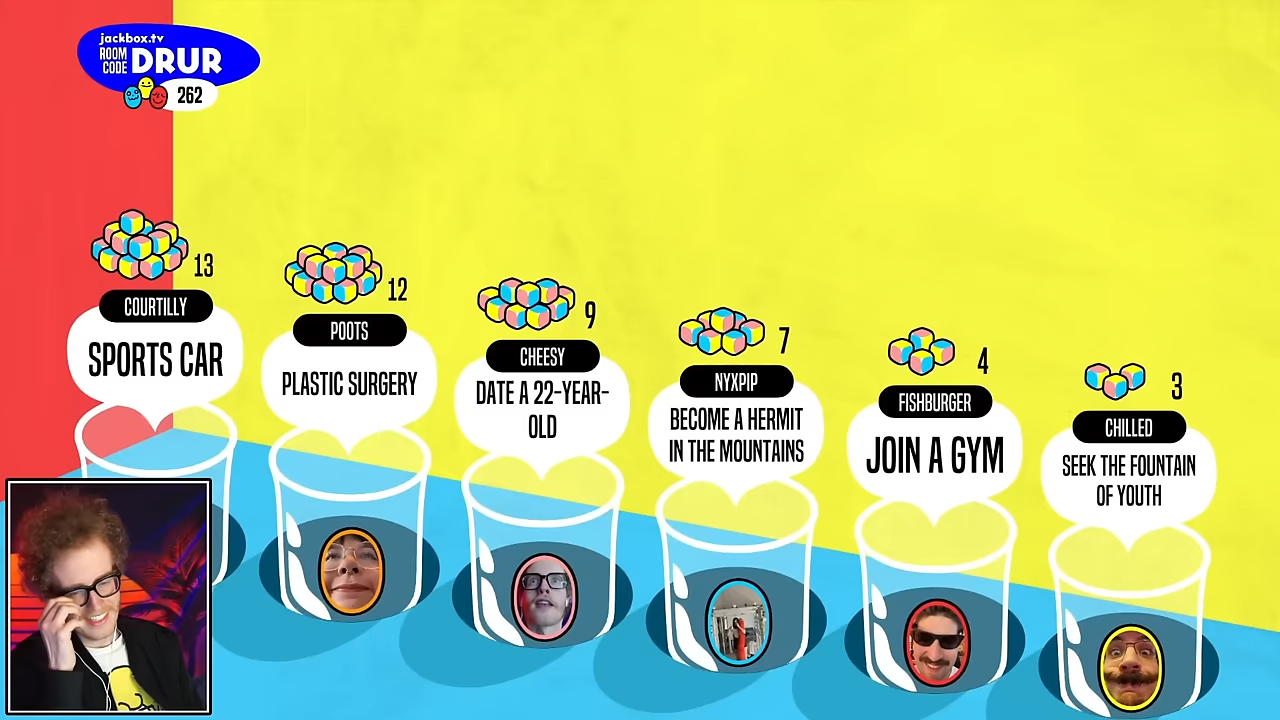 jackbox.tv
ROOM
CODE
DRUR
262
13
COURTILLY
SPORTS CAR
12
POOTS
PLASTIC SURGERY
9
CHEESY
DATE A 22-YEAR-
OLD
7
NYXPIP
BECOME A HERMIT
IN THE MOUNTAINS
4
FISHBURGER
JOIN A GYM
3
CHILLED
SEEK THE FOUNTAIN
OF YOUTH